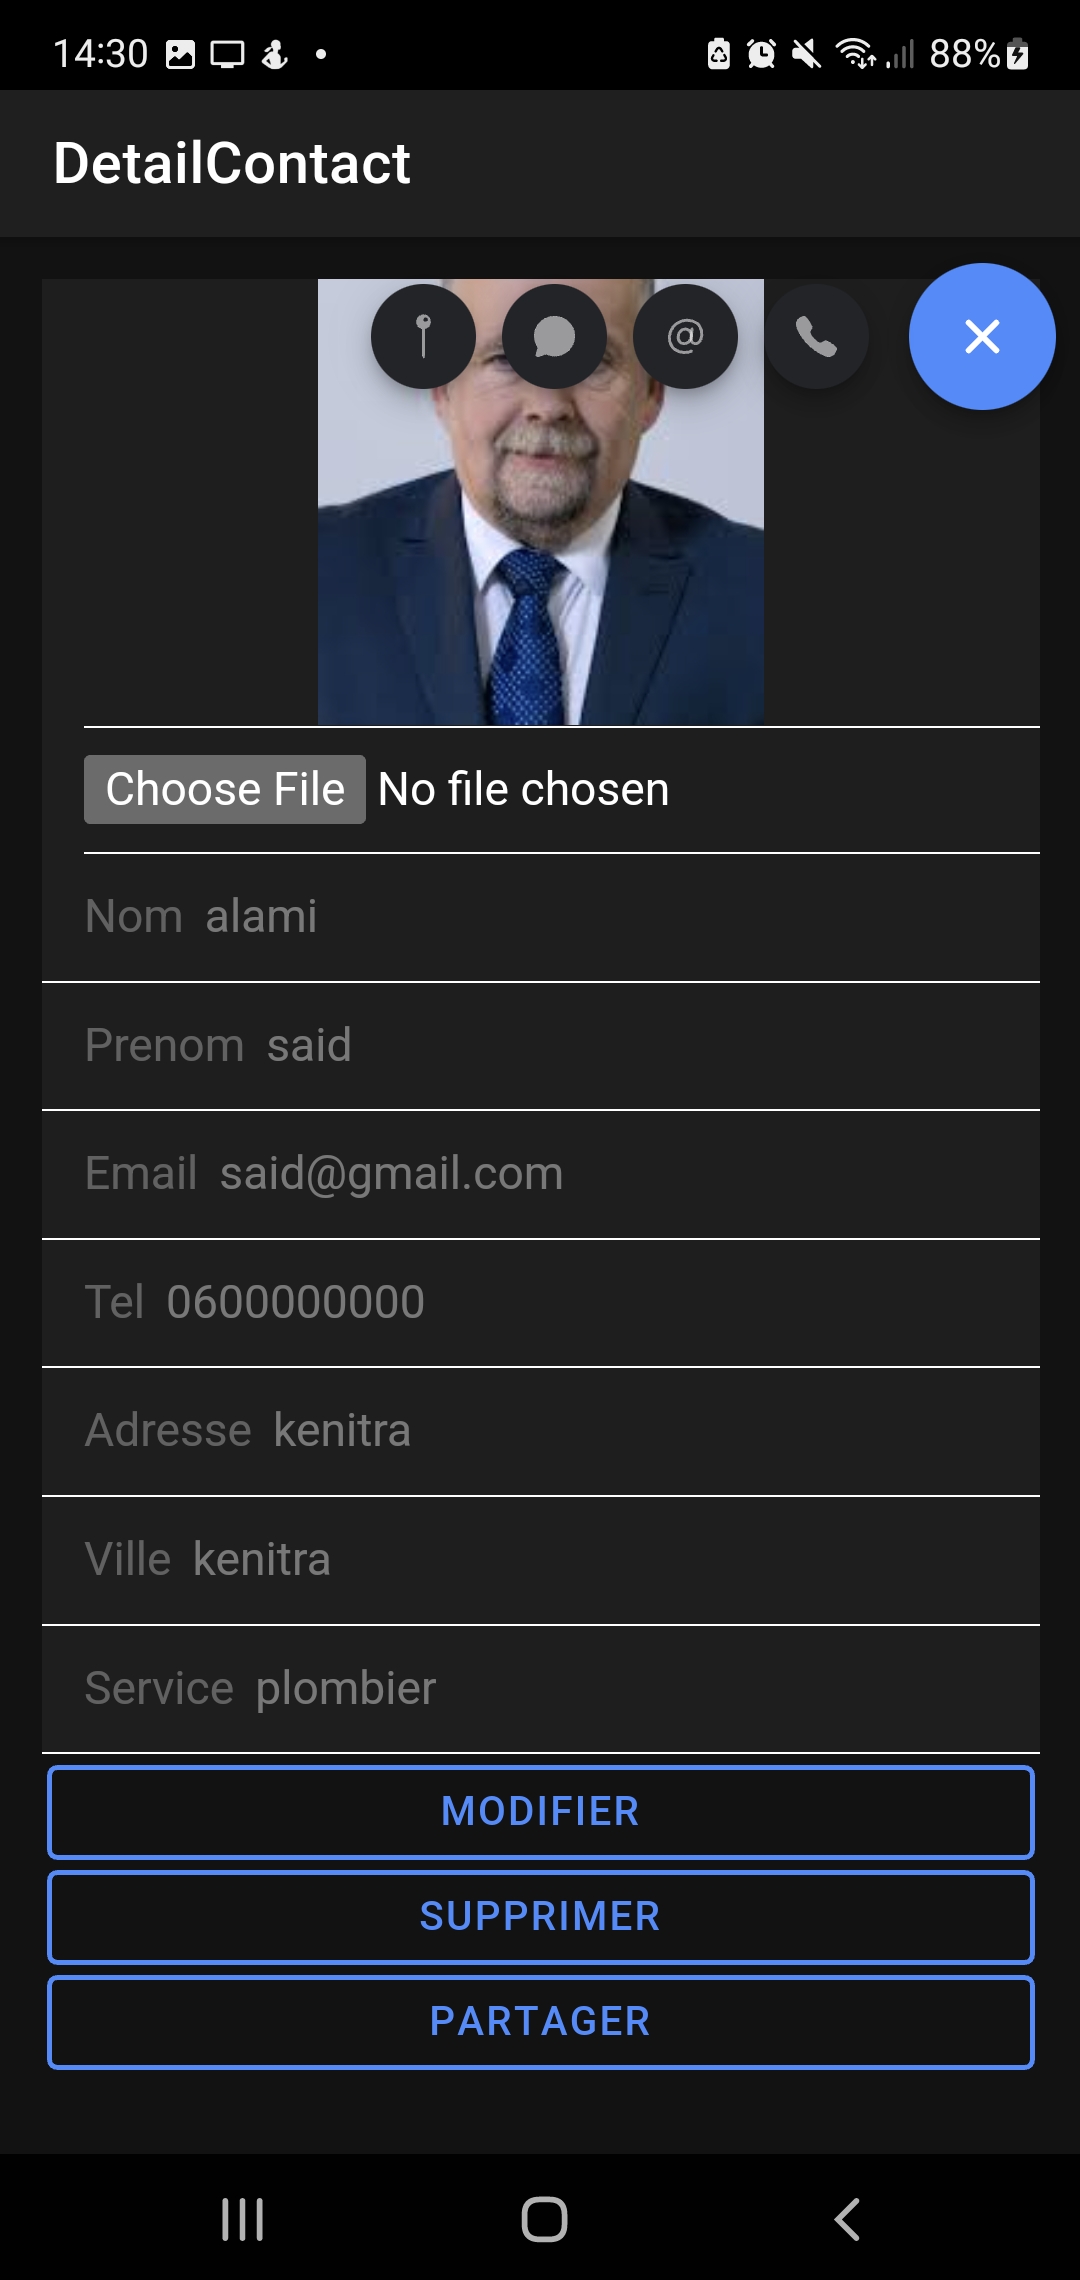 14:30 88%
DetailContact
@
Choose File No file chosen
Nom alami
Prenom said
Email said@gmail.com
Tel 0600000000
Adresse kenitra
Ville kenitra
Service plombier
MODIFIER
SUPPRIMER
PARTAGER